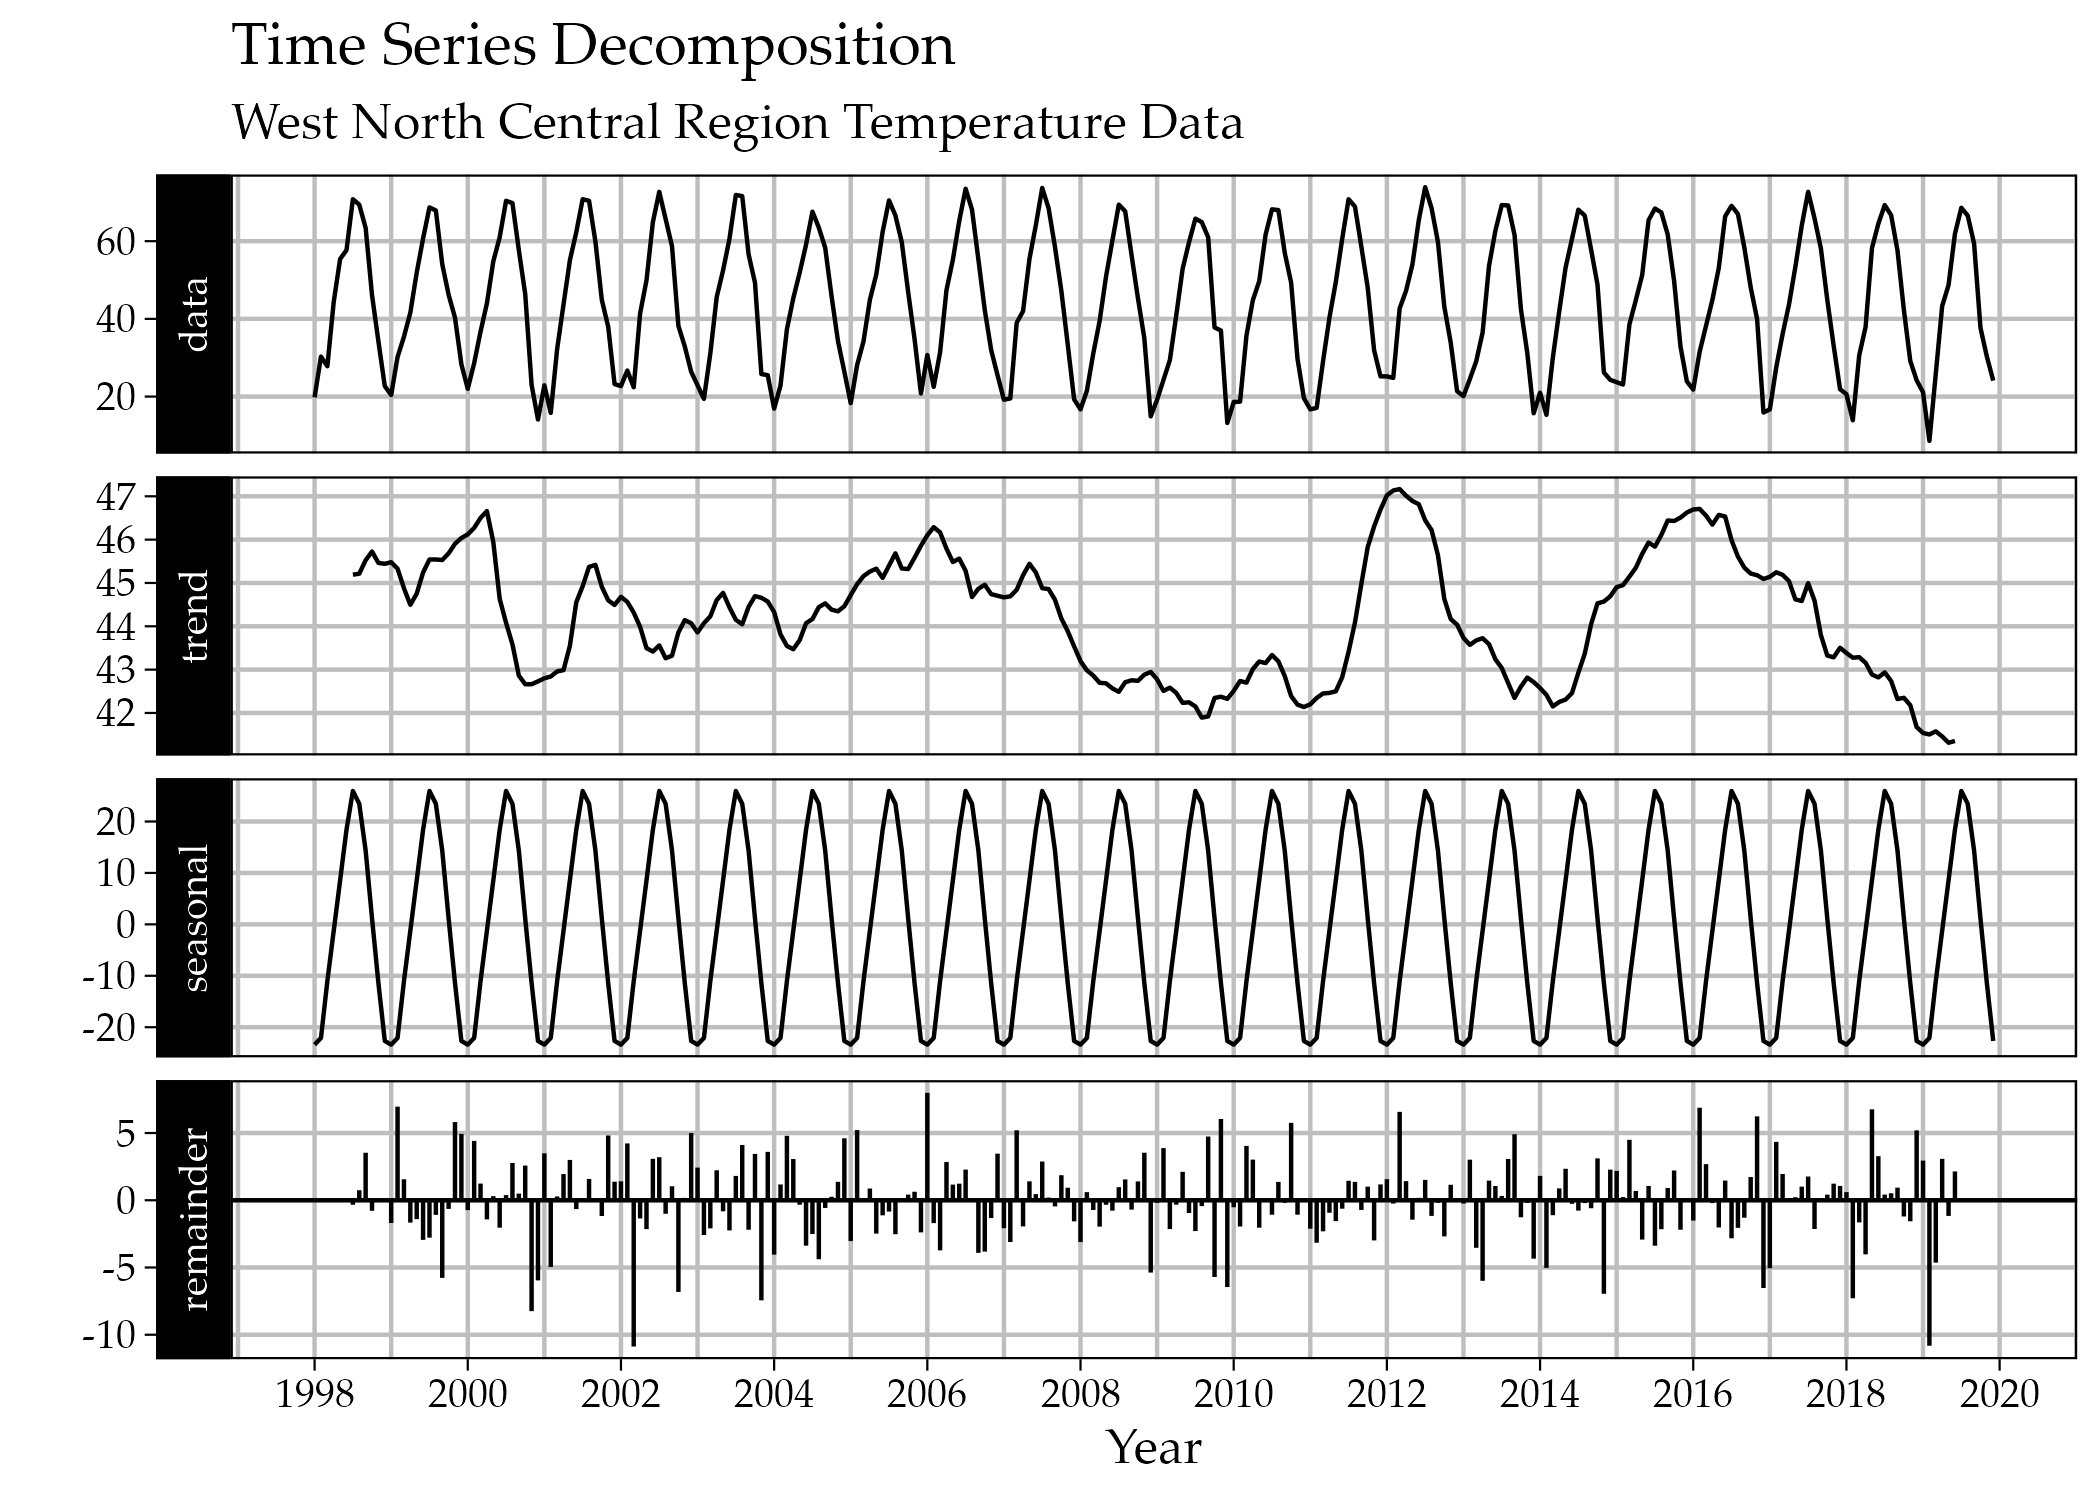 Time Series Decomposition
West North Central Region Temperature Data
data
60
40
20
trend
47
46
45
44
43
42
seasonal
20
10
0
-10
-20
remainder
5
0
-5
-10
1998 2000 2002 2004 2006 2008 2010 2012 2014 2016 2018 2020
Year